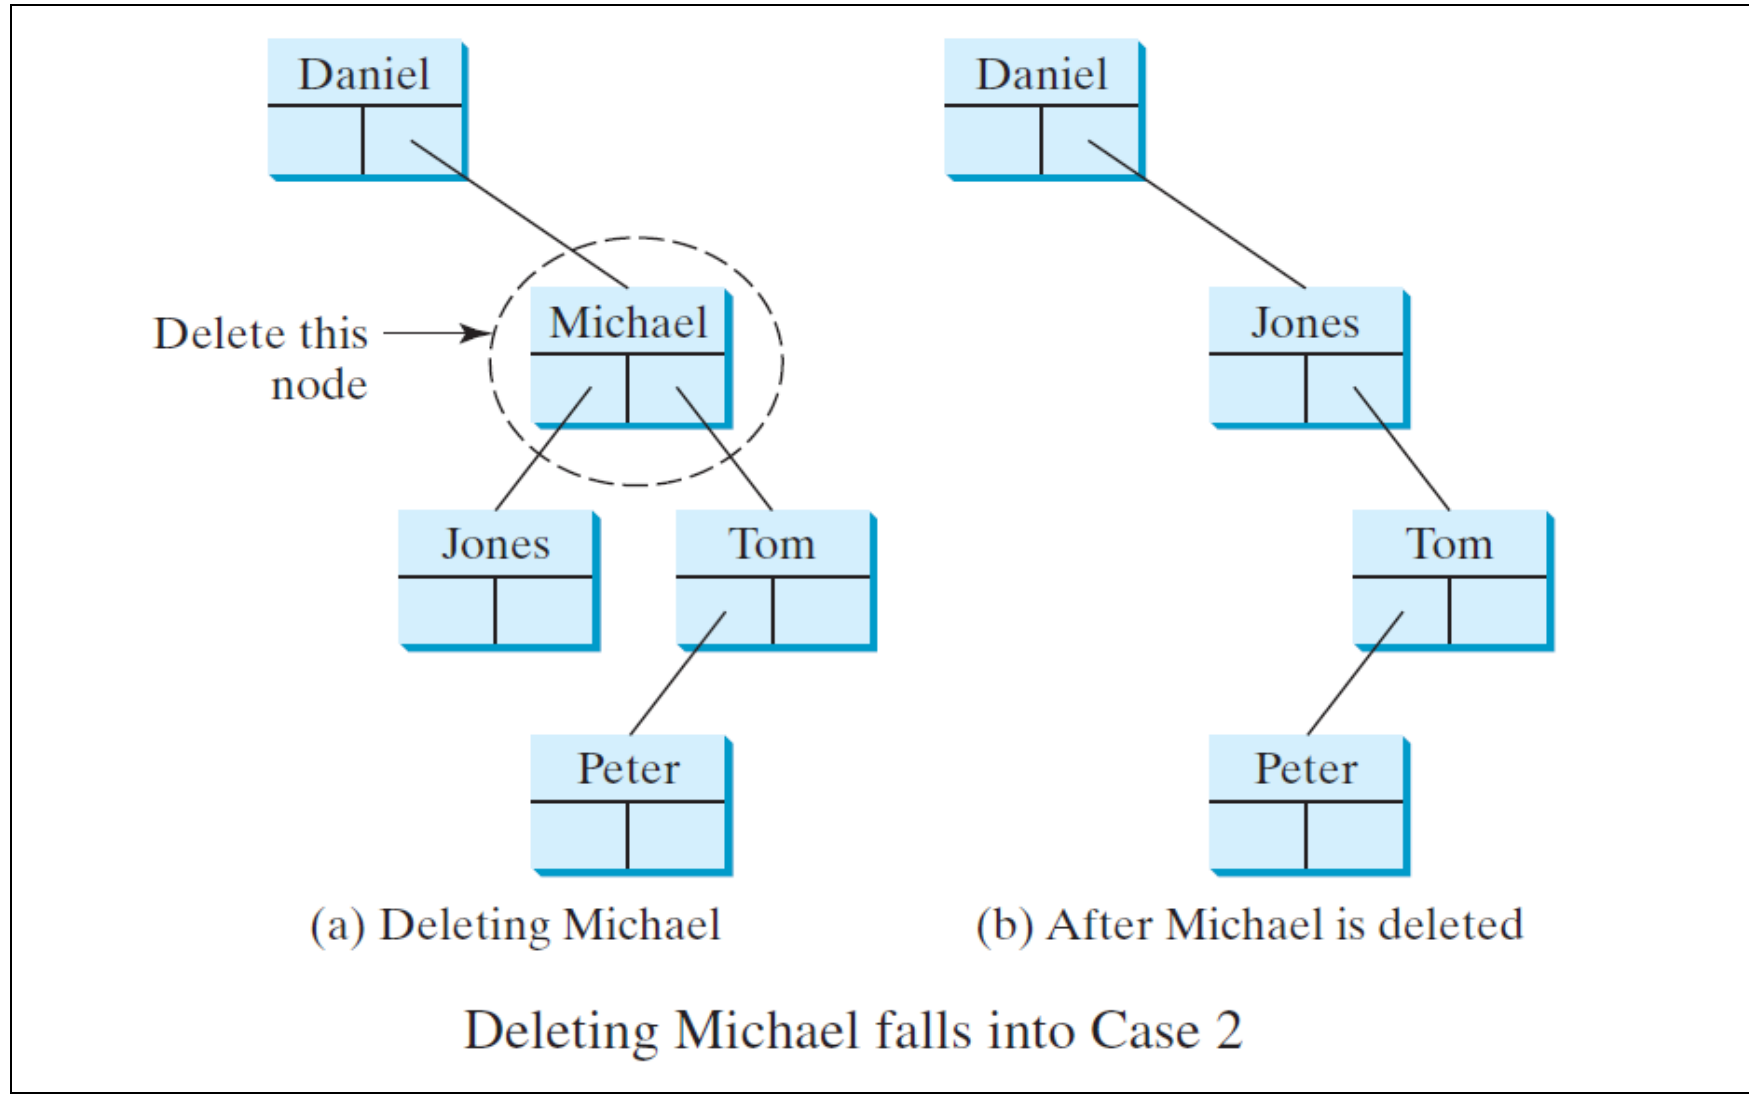 Daniel
Delete this
node
Michael
Jones
Tom
Peter
(a) Deleting Michael
Daniel
Jones
Tom
Peter
(b) After Michael is deleted
Deleting Michael falls into Case 2